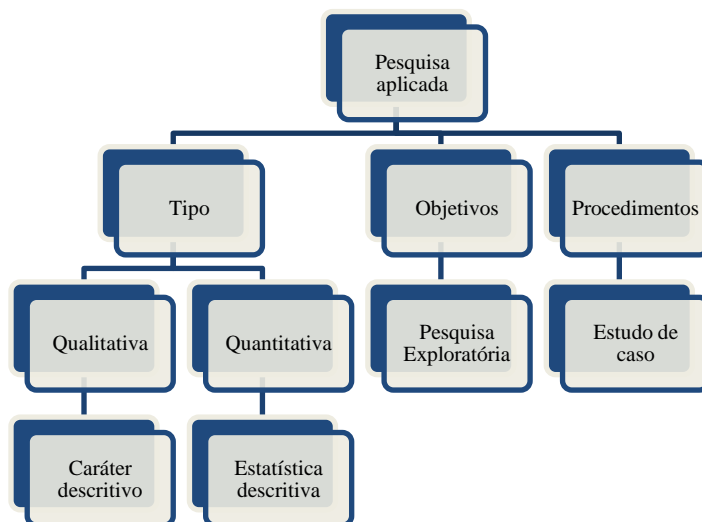 Pesquisa
aplicada
Tipo
Objetivos
Procedimentos
Qualitativa
Quantitativa
Pesquisa
Exploratória
Estudo de
caso
Caráter
descritivo
Estatística
descritiva